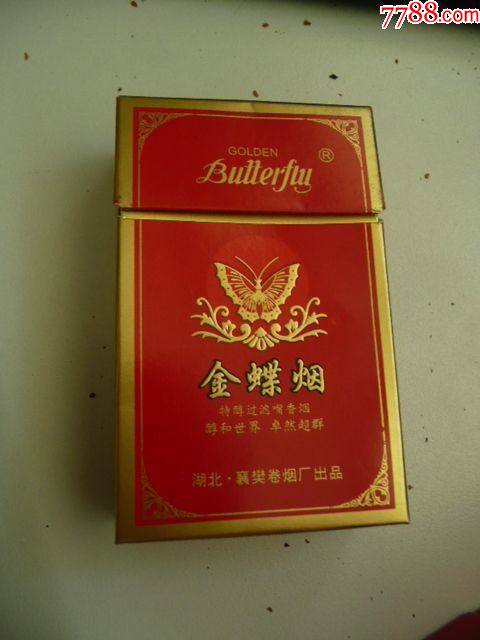 7788.com
GOLDEN
Butterfly ®
金蝶烟
特醇过滤嘴香烟
醇和世界 卓然超群
湖北·襄樊卷烟厂出品